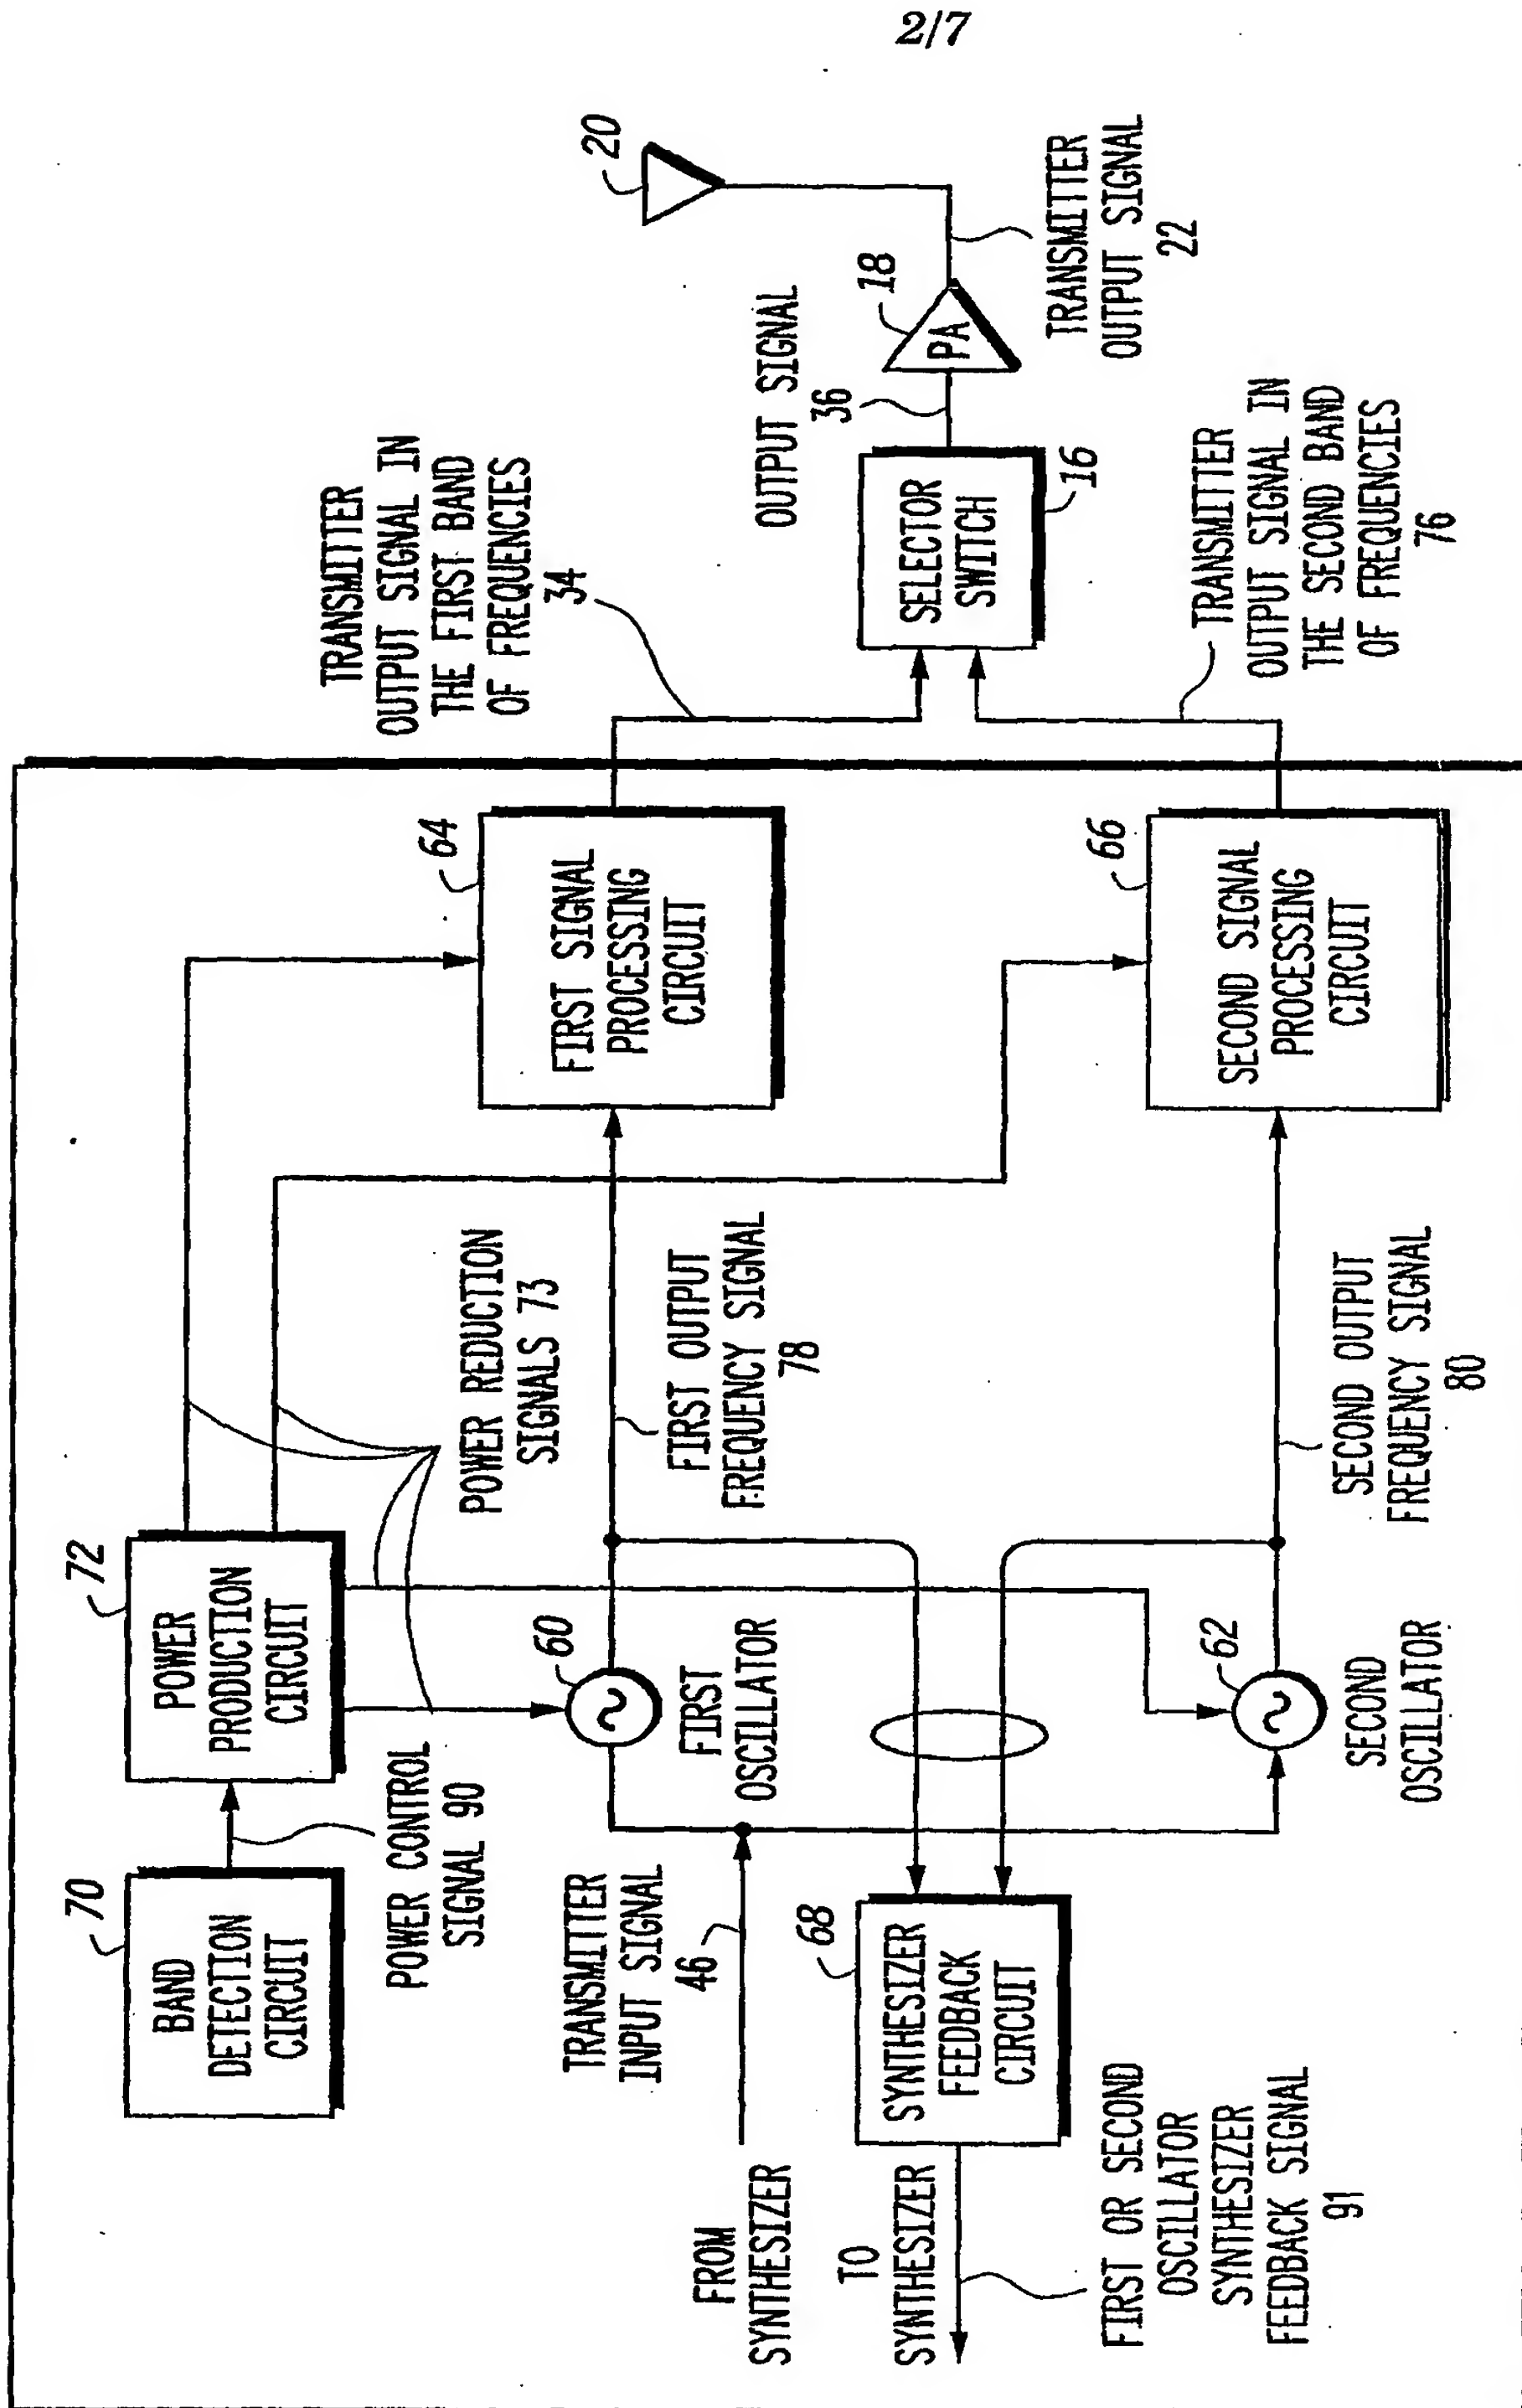 2/7
70
BAND
DETECTION
CIRCUIT
POWER CONTROL
SIGNAL 90
72
POWER
PRODUCTION
CIRCUIT
POWER REDUCTION
SIGNALS 73
64
FIRST SIGNAL
PROCESSING
CIRCUIT
TRANSMITTER
OUTPUT SIGNAL IN
THE FIRST BAND
OF FREQUENCIES
34
20
FROM
SYNTHESIZER
TRANSMITTER
INPUT SIGNAL
46
60
FIRST
OSCILLATOR
FIRST OUTPUT
FREQUENCY SIGNAL
78
OUTPUT SIGNAL
36
18
PA
SELECTOR
SWITCH
16
TRANSMITTER
OUTPUT SIGNAL
22
TO
SYNTHESIZER
68
SYNTHESIZER
FEEDBACK
CIRCUIT
FIRST OR SECOND
OSCILLATOR
SYNTHESIZER
FEEDBACK SIGNAL
91
62
SECOND
OSCILLATOR
SECOND OUTPUT
FREQUENCY SIGNAL
80
66
SECOND SIGNAL
PROCESSING
CIRCUIT
TRANSMITTER
OUTPUT SIGNAL IN
THE SECOND BAND
OF FREQUENCIES
76